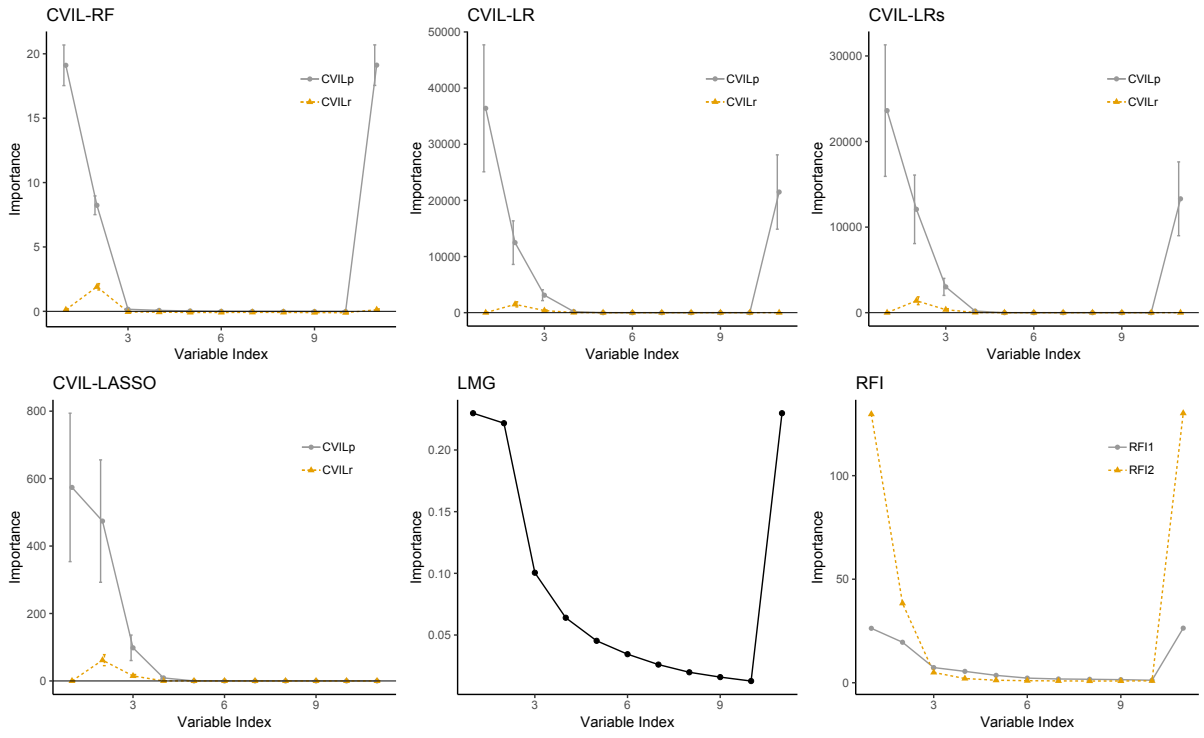 CVIL-RF
Importance
20
15
10
5
0
CVILp
CVILr
3
6
9
Variable Index
CVIL-LR
Importance
50000
40000
30000
20000
10000
0
CVILp
CVILr
3
6
9
Variable Index
CVIL-LRs
Importance
30000
20000
10000
0
CVILp
CVILr
3
6
9
Variable Index
CVIL-LASSO
Importance
800
600
400
200
0
CVILp
CVILr
3
6
9
Variable Index
LMG
Importance
0.20
0.15
0.10
0.05
3
6
9
Variable Index
RFI
Importance
100
50
0
RFI1
RFI2
3
6
9
Variable Index